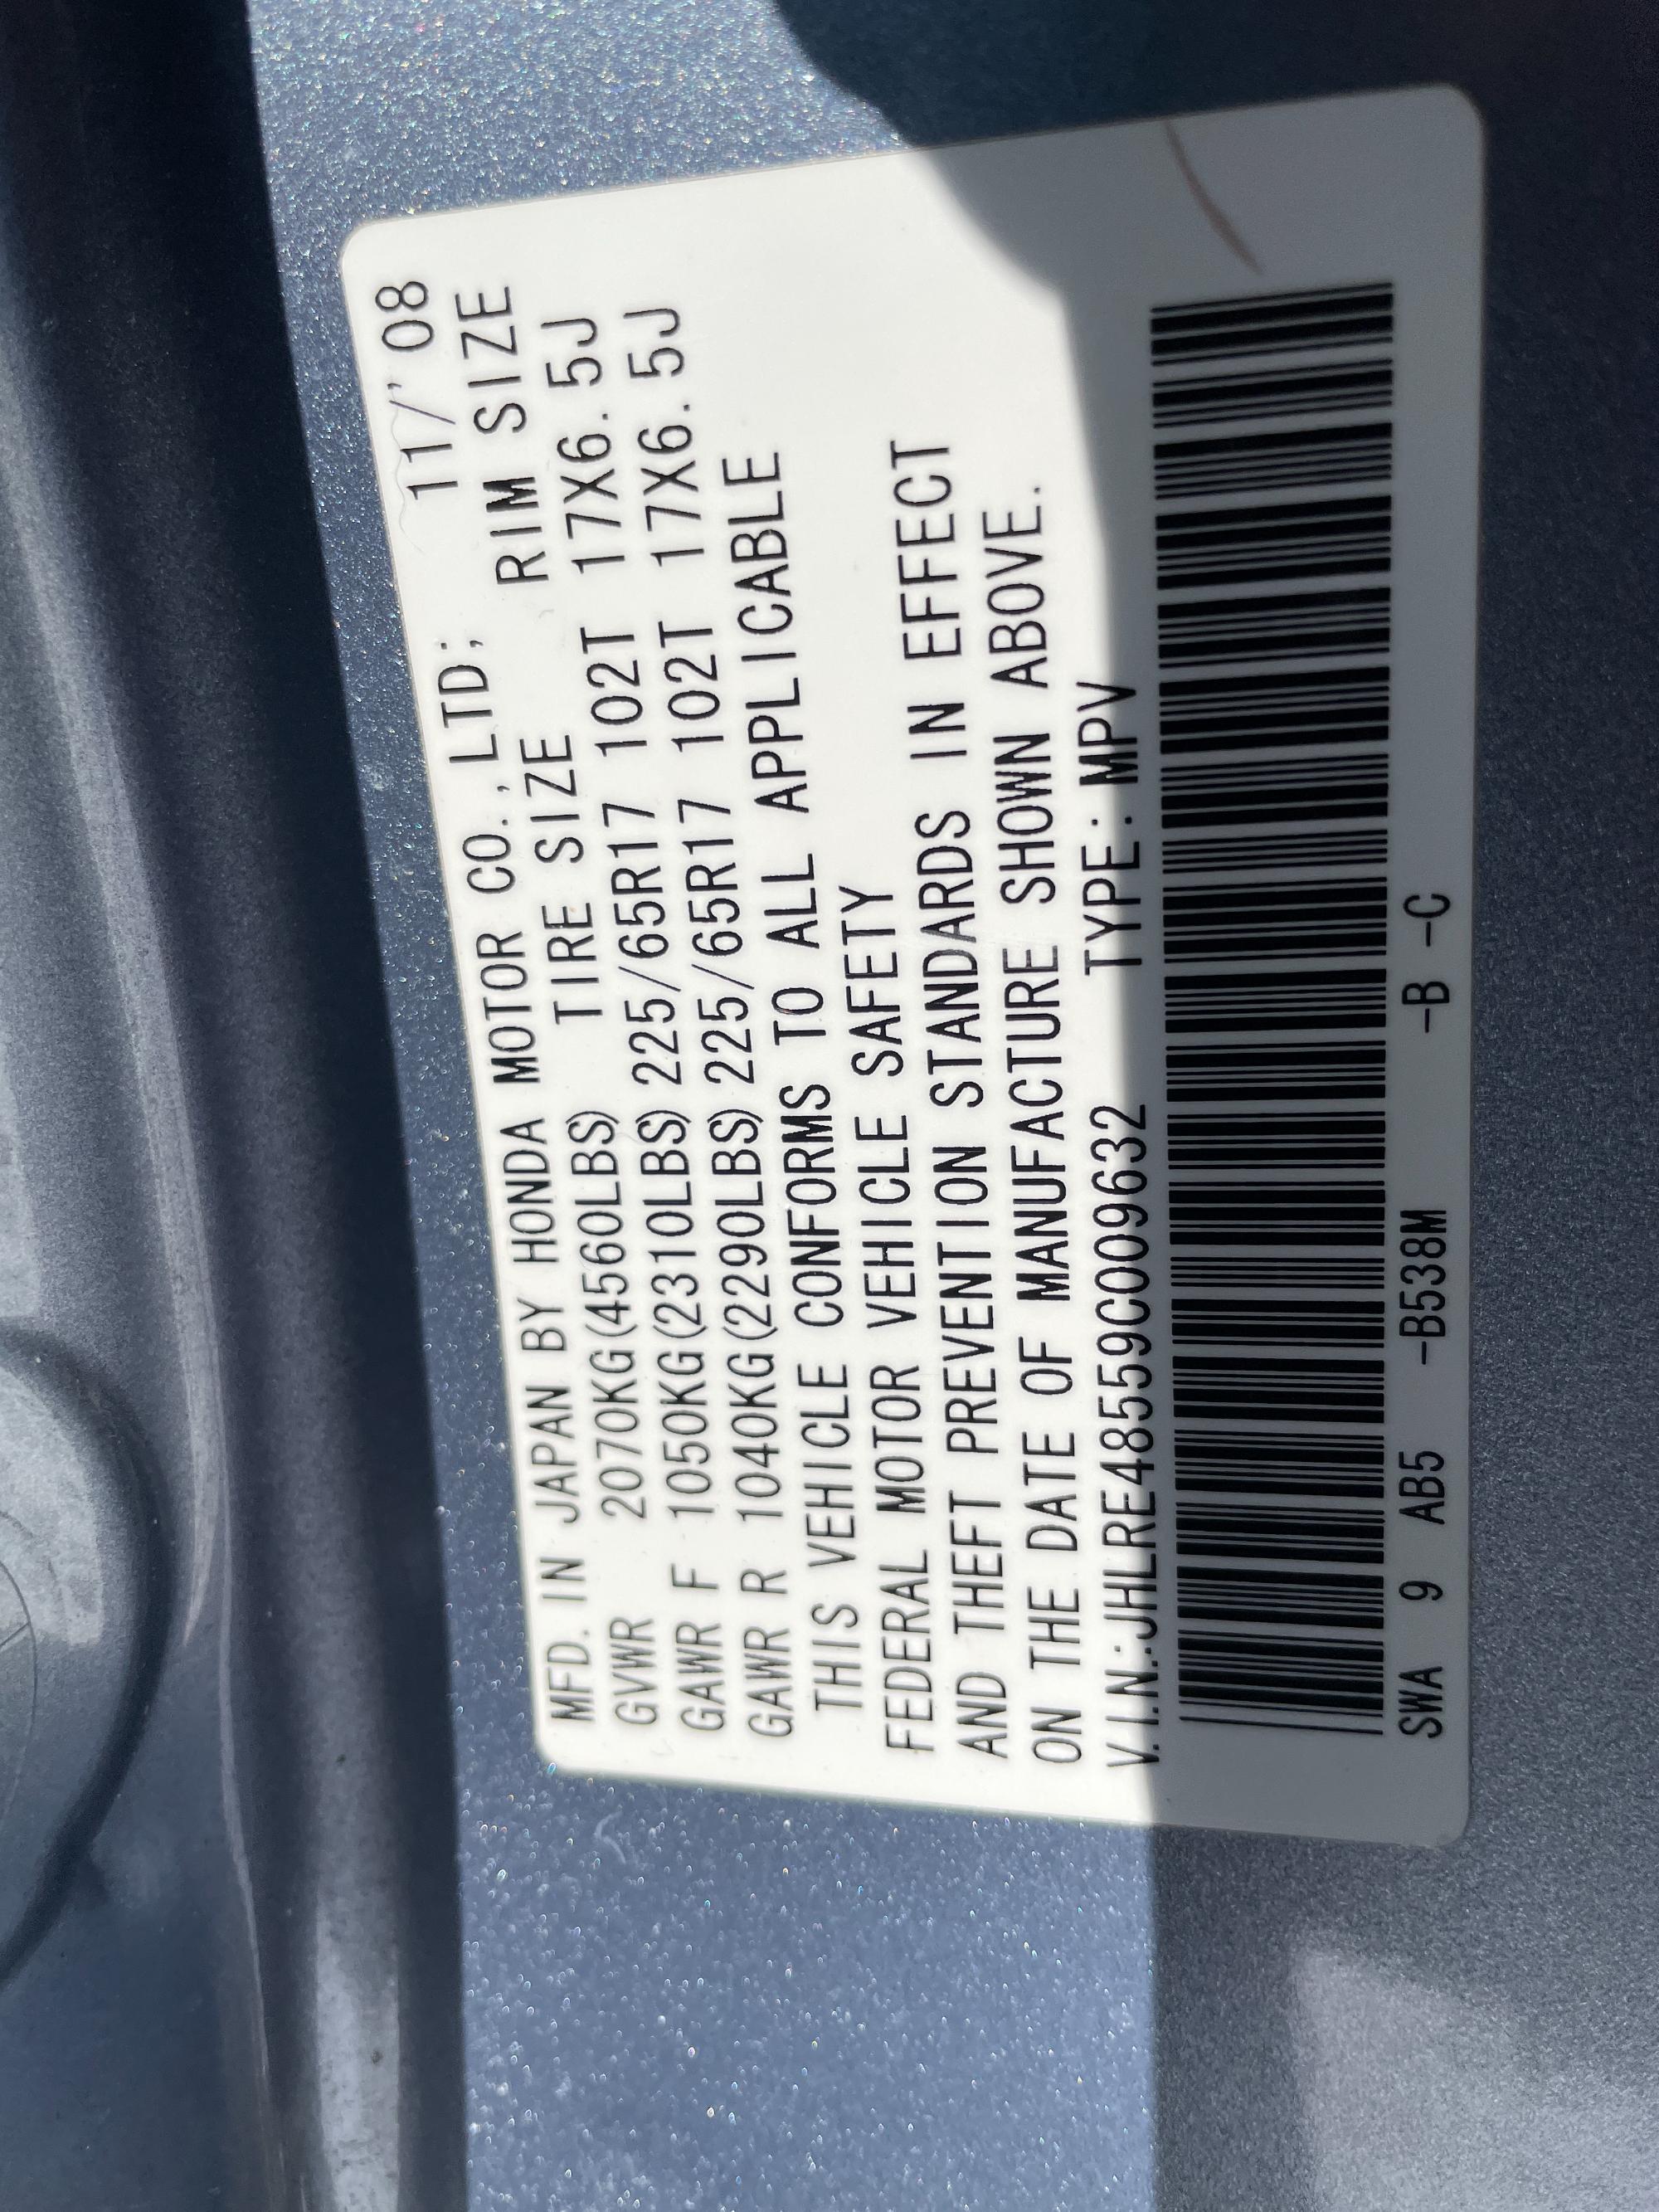 MFD. IN JAPAN BY HONDA MOTOR CO., LTD; 11/'08
GVWR 2070KG(4560LBS) TIRE SIZE RIM SIZE
GAWR F 1050KG(2310LBS) 225/65R17 102T 17X6.5J
GAWR R 1040KG(2290LBS) 225/65R17 102T 17X6.5J
THIS VEHICLE CONFORMS TO ALL APPLICABLE
FEDERAL MOTOR VEHICLE SAFETY
AND THEFT PREVENTION STANDARDS IN EFFECT
ON THE DATE OF MANUFACTURE SHOWN ABOVE.
V.I.N.:JHLRE48559C009632 TYPE:MPV
SWA 9 AB5 -B538M -B -C